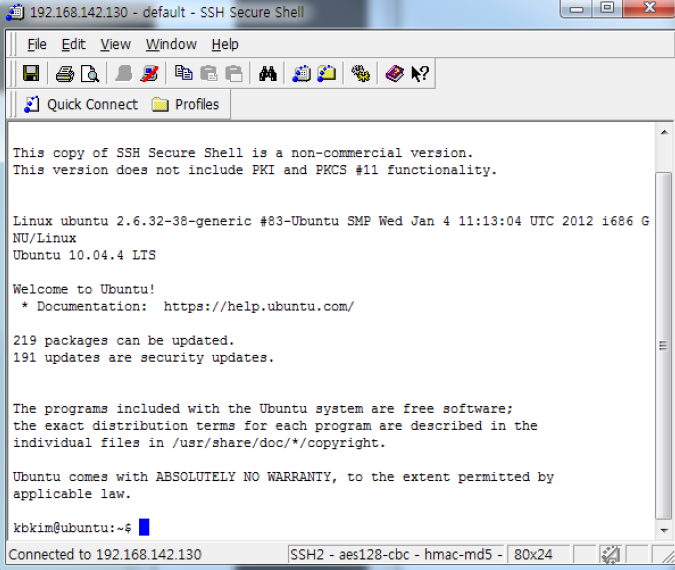 192.168.142.130 - default - SSH Secure Shell
File Edit View Window Help
Quick Connect Profiles
This copy of SSH Secure Shell is a non-commercial version.
This version does not include PKI and PKCS #11 functionality.
Linux ubuntu 2.6.32-38-generic #83-Ubuntu SMP Wed Jan 4 11:13:04 UTC 2012 i686 G
NU/Linux
Ubuntu 10.04.4 LTS
Welcome to Ubuntu!
 * Documentation:  https://help.ubuntu.com/
219 packages can be updated.
191 updates are security updates.
The programs included with the Ubuntu system are free software;
the exact distribution terms for each program are described in the
individual files in /usr/share/doc/*/copyright.
Ubuntu comes with ABSOLUTELY NO WARRANTY, to the extent permitted by
applicable law.
kbkim@ubuntu:~$
Connected to 192.168.142.130 SSH2 - aes128-cbc - hmac-md5 - 80x24